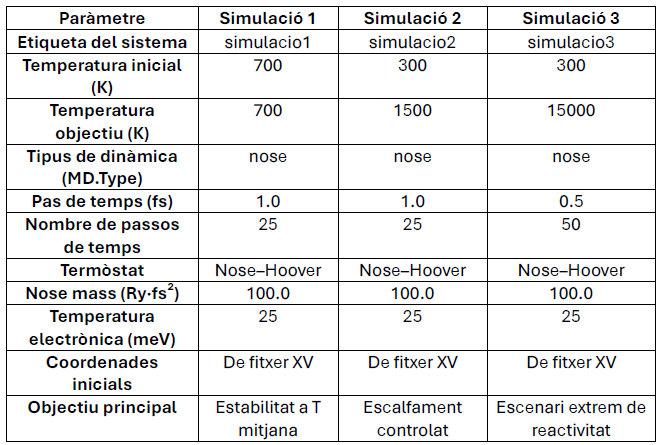 Paràmetre Simulació 1 Simulació 2 Simulació 3
Etiqueta del sistema simulacio1 simulacio2 simulacio3
Temperatura inicial 700 300 300
(K)
Temperatura 700 1500 15000
objectiu (K)
Tipus de dinàmica nose nose nose
(MD.Type)
Pas de temps (fs) 1.0 1.0 0.5
Nombre de passos 25 25 50
de temps
Termòstat Nose–Hoover Nose–Hoover Nose–Hoover
Nose mass (Ry·fs²) 100.0 100.0 100.0
Temperatura 25 25 25
electrònica (meV)
Coordenades De fitxer XV De fitxer XV De fitxer XV
inicials
Objectiu principal Estabilitat a T Escalfament Escenari extrem de
mitjana controlat reactivitat